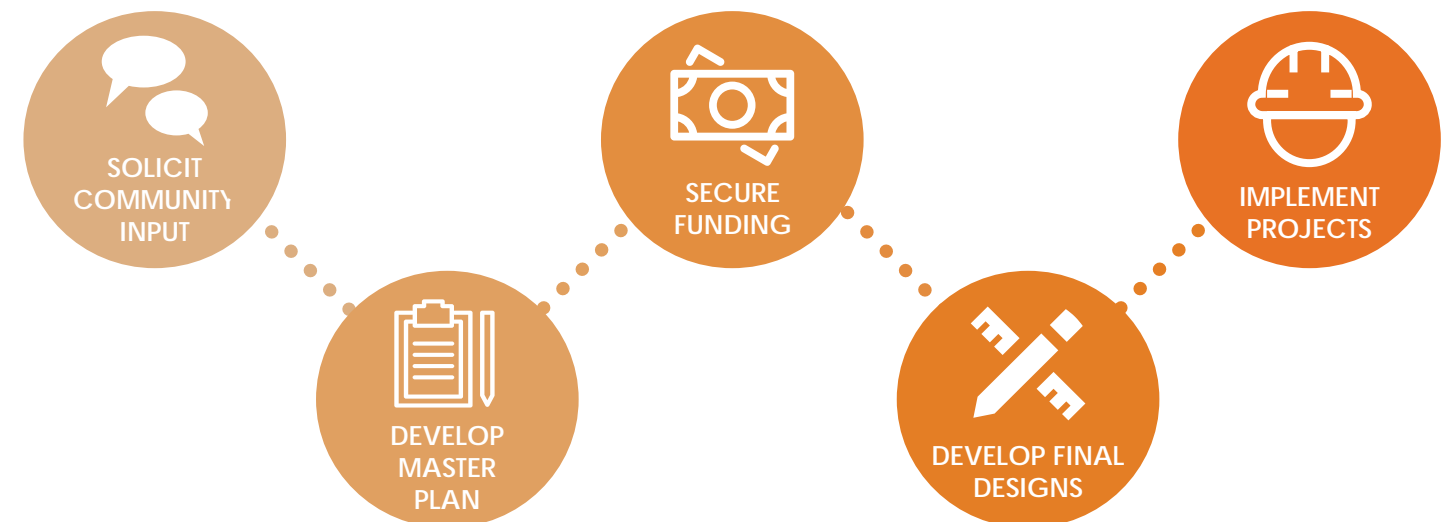 SOLICIT
COMMUNITY
INPUT
DEVELOP
MASTER
PLAN
SECURE
FUNDING
DEVELOP FINAL
DESIGNS
IMPLEMENT
PROJECTS